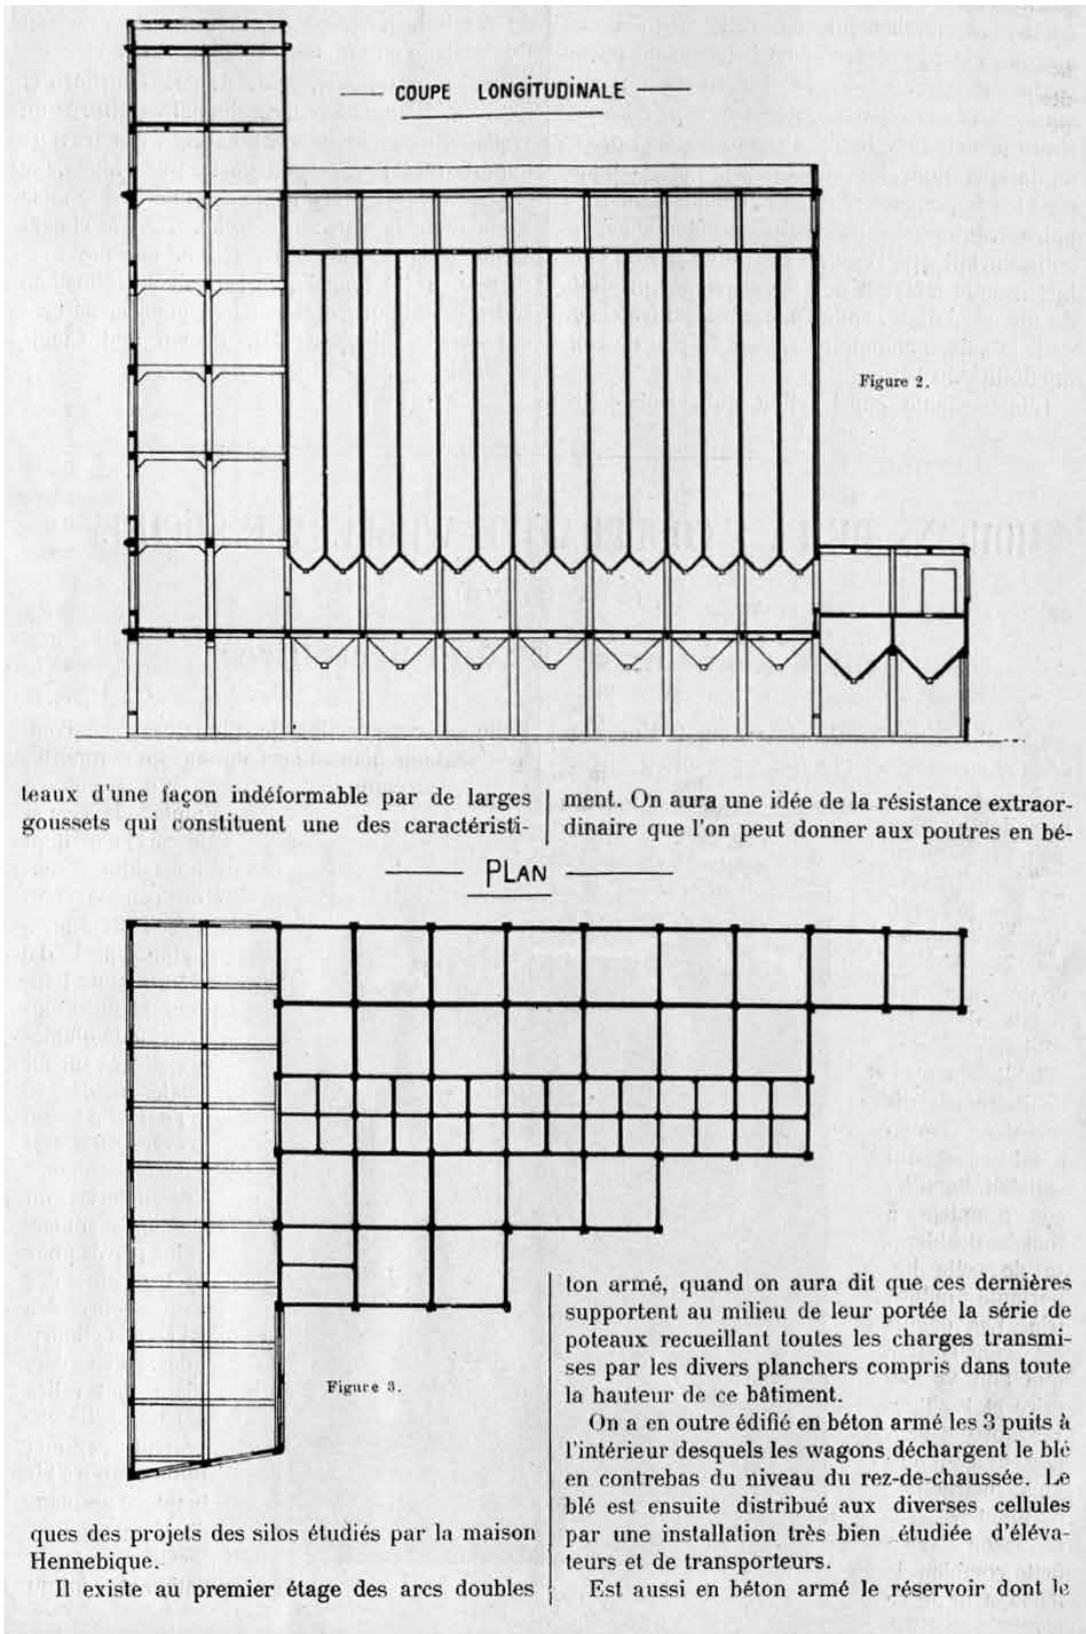 COUPE LONGITUDINALE
Figure 2.
teaux d'une façon indéformable par de larges
goussets qui constituent une des caractéristi-
ment. On aura une idée de la résistance extraor-
dinaire que l'on peut donner aux poutres en bé-
PLAN
Figure 3.
ques des projets des silos étudiés par la maison
Hennebique.
Il existe au premier étage des arcs doubles
ton armé, quand on aura dit que ces dernières
supportent au milieu de leur portée la série de
poteaux recueillant toutes les charges transmi-
ses par les divers planchers compris dans toute
la hauteur de ce bâtiment.
On a en outre édifié en béton armé les 3 puits à
l'intérieur desquels les wagons déchargent le blé
en contrebas du niveau du rez-de-chaussée. Le
blé est ensuite distribué aux diverses cellules
par une installation très bien étudiée d'éléva-
teurs et de transporteurs.
Est aussi en béton armé le réservoir dont le